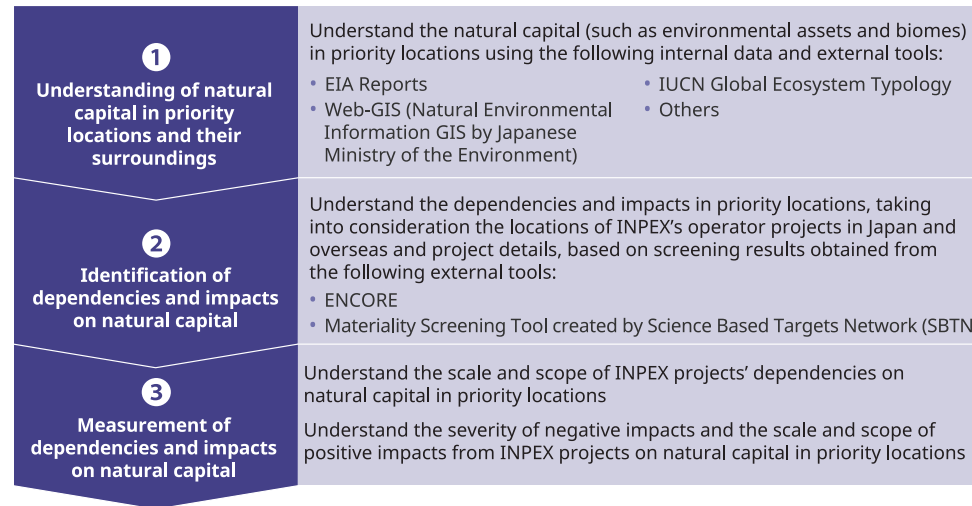 1
Understanding of natural
capital in priority
locations and their
surroundings
Understand the natural capital (such as environmental assets and biomes)
in priority locations using the following internal data and external tools:
• EIA Reports
• Web-GIS (Natural Environmental
Information GIS by Japanese
Ministry of the Environment)
• IUCN Global Ecosystem Typology
• Others
2
Identification of
dependencies and impacts
on natural capital
Understand the dependencies and impacts in priority locations, taking
into consideration the locations of INPEX’s operator projects in Japan and
overseas and project details, based on screening results obtained from
the following external tools:
• ENCORE
• Materiality Screening Tool created by Science Based Targets Network (SBTN
3
Measurement of
dependencies and impacts
on natural capital
Understand the scale and scope of INPEX projects’ dependencies on
natural capital in priority locations
Understand the severity of negative impacts and the scale and scope of
positive impacts from INPEX projects on natural capital in priority locations